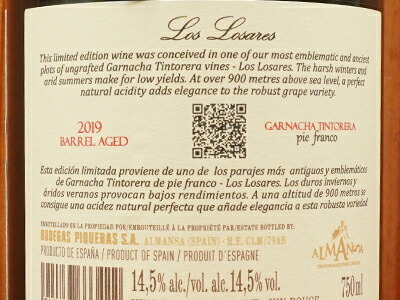 Los Losares
This limited edition wine was conceived in one of our most emblematic and ancient
plots of ungrafted Garnacha Tintorera vines - Los Losares. The harsh winters and
arid summers make for low yields. At over 900 metres above sea level, a perfect
natural acidity adds elegance to the robust grape variety.
2019
BARREL AGED
GARNACHA TINTORERA
pie franco
Esta edición limitada proviene de uno de los parajes más antiguos y emblemáticos
de Garnacha Tintorera de pie franco - Los Losares. Los duros inviernos y
áridos veranos provocan bajos rendimientos. A una altitud de 900 metros se
consigue una acidez natural perfecta que añade elegancia a esta robusta variedad
EMBOTELLADO EN LA PROPIEDAD POR/EMBOUTEILLÉ A LA PROPRIÉTÉ PAR/ESTATE BOTTLED BY:
BODEGAS PIQUERAS S.A. ALMANSA (SPAIN) - R.E. CLM/79AB
PRODUCTO DE ESPAÑA / PRODUCT OF SPAIN / PRODUIT D'ESPAGNE
ALMANSA
14,5% alc./vol. alc.14,5% 750ml